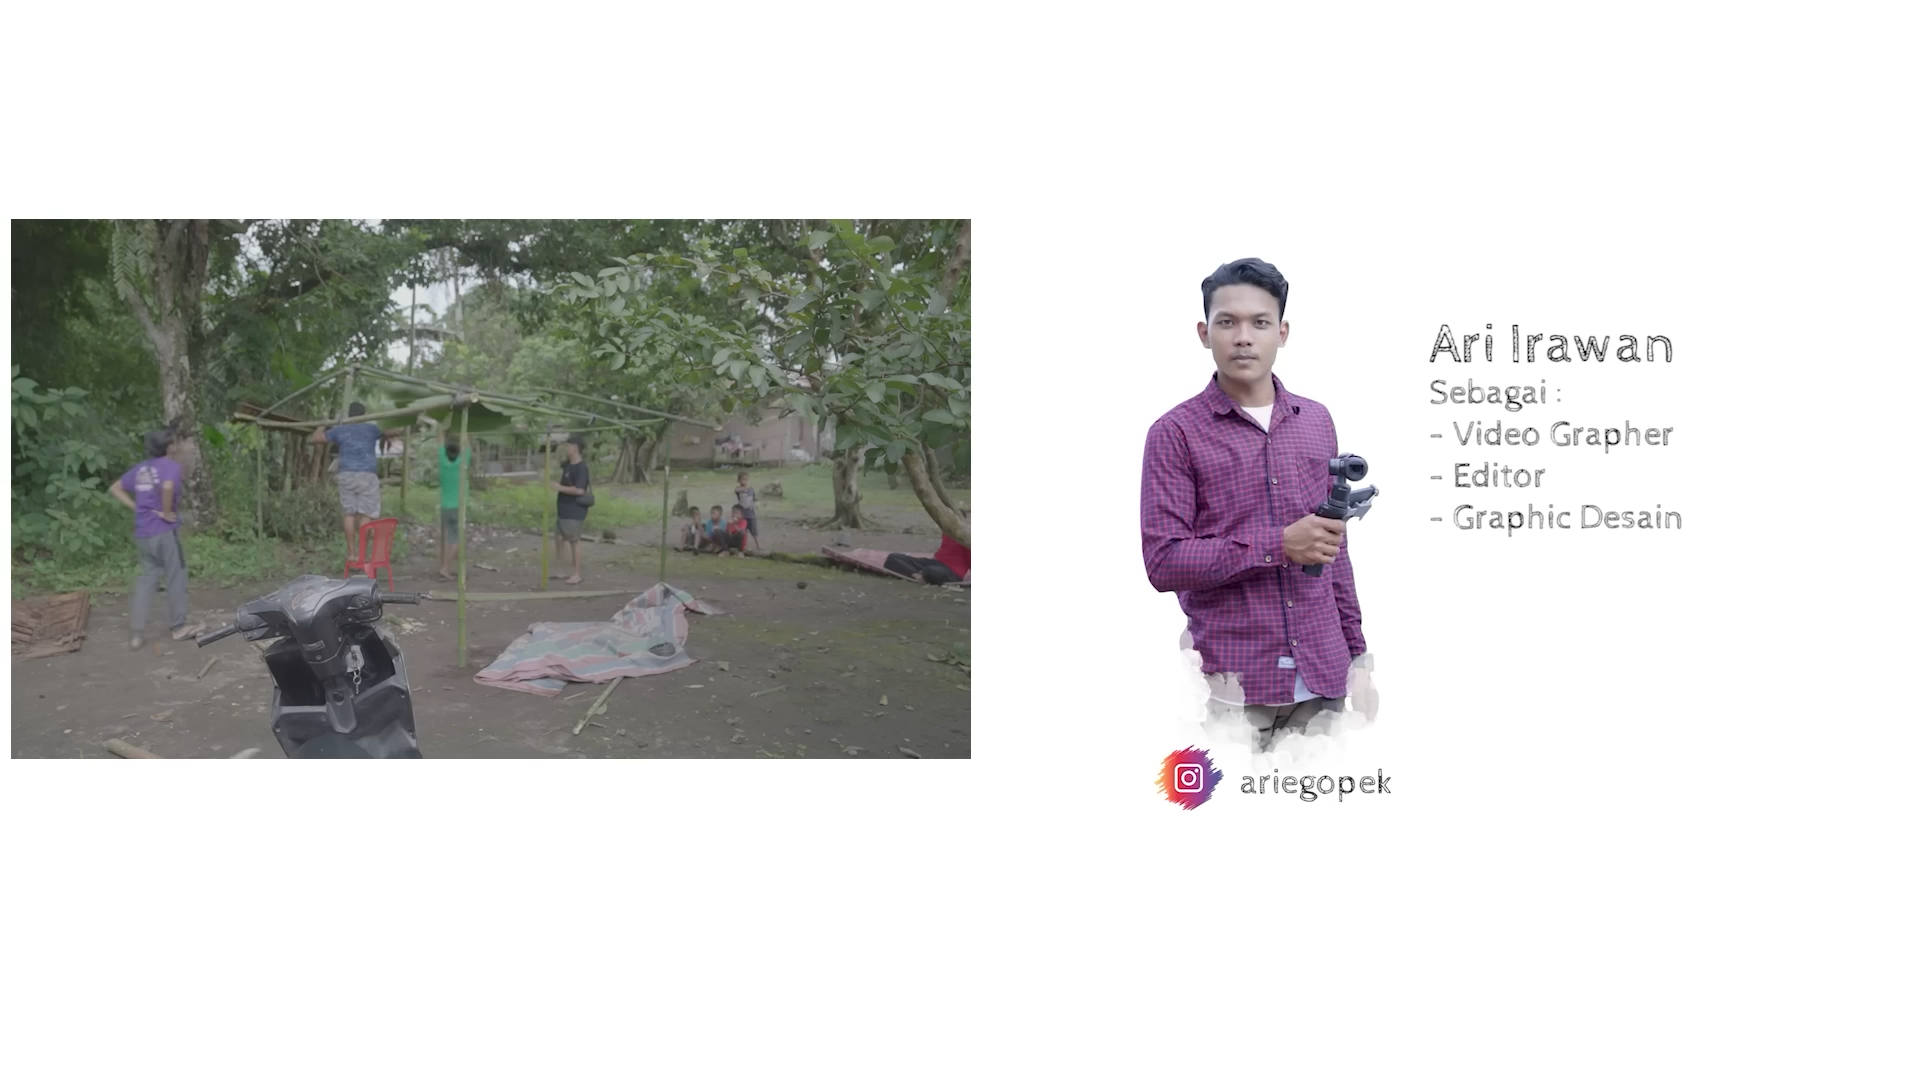 Ari Irawan
Sebagai :
- Video Grapher
- Editor
- Graphic Desain
ariegopek